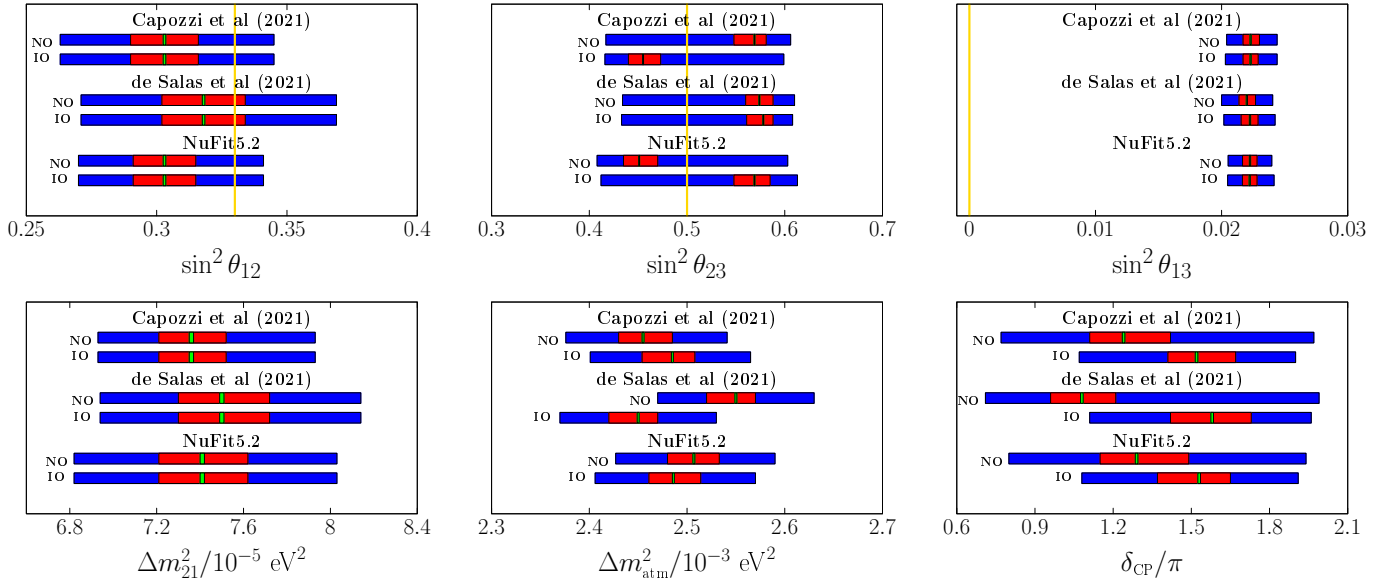 Capozzi et al (2021)
NO
IO
de Salas et al (2021)
NO
IO
NuFit5.2
NO
IO
0.25 0.3 0.35 0.4
sin² θ₁₂
Capozzi et al (2021)
NO
IO
de Salas et al (2021)
NO
IO
NuFit5.2
NO
IO
0.3 0.4 0.5 0.6 0.7
sin² θ₂₃
Capozzi et al (2021)
NO
IO
de Salas et al (2021)
NO
IO
NuFit5.2
NO
IO
0 0.01 0.02 0.03
sin² θ₁₃
Capozzi et al (2021)
NO
IO
de Salas et al (2021)
NO
IO
NuFit5.2
NO
IO
6.8 7.2 7.6 8 8.4
Δm²₂₁/10⁻⁵ eV²
Capozzi et al (2021)
NO
IO
de Salas et al (2021)
NO
IO
NuFit5.2
NO
IO
2.3 2.4 2.5 2.6 2.7
Δm²atm/10⁻³ eV²
Capozzi et al (2021)
NO
IO
de Salas et al (2021)
NO
IO
NuFit5.2
NO
IO
0.6 0.9 1.2 1.5 1.8 2.1
δCP/π